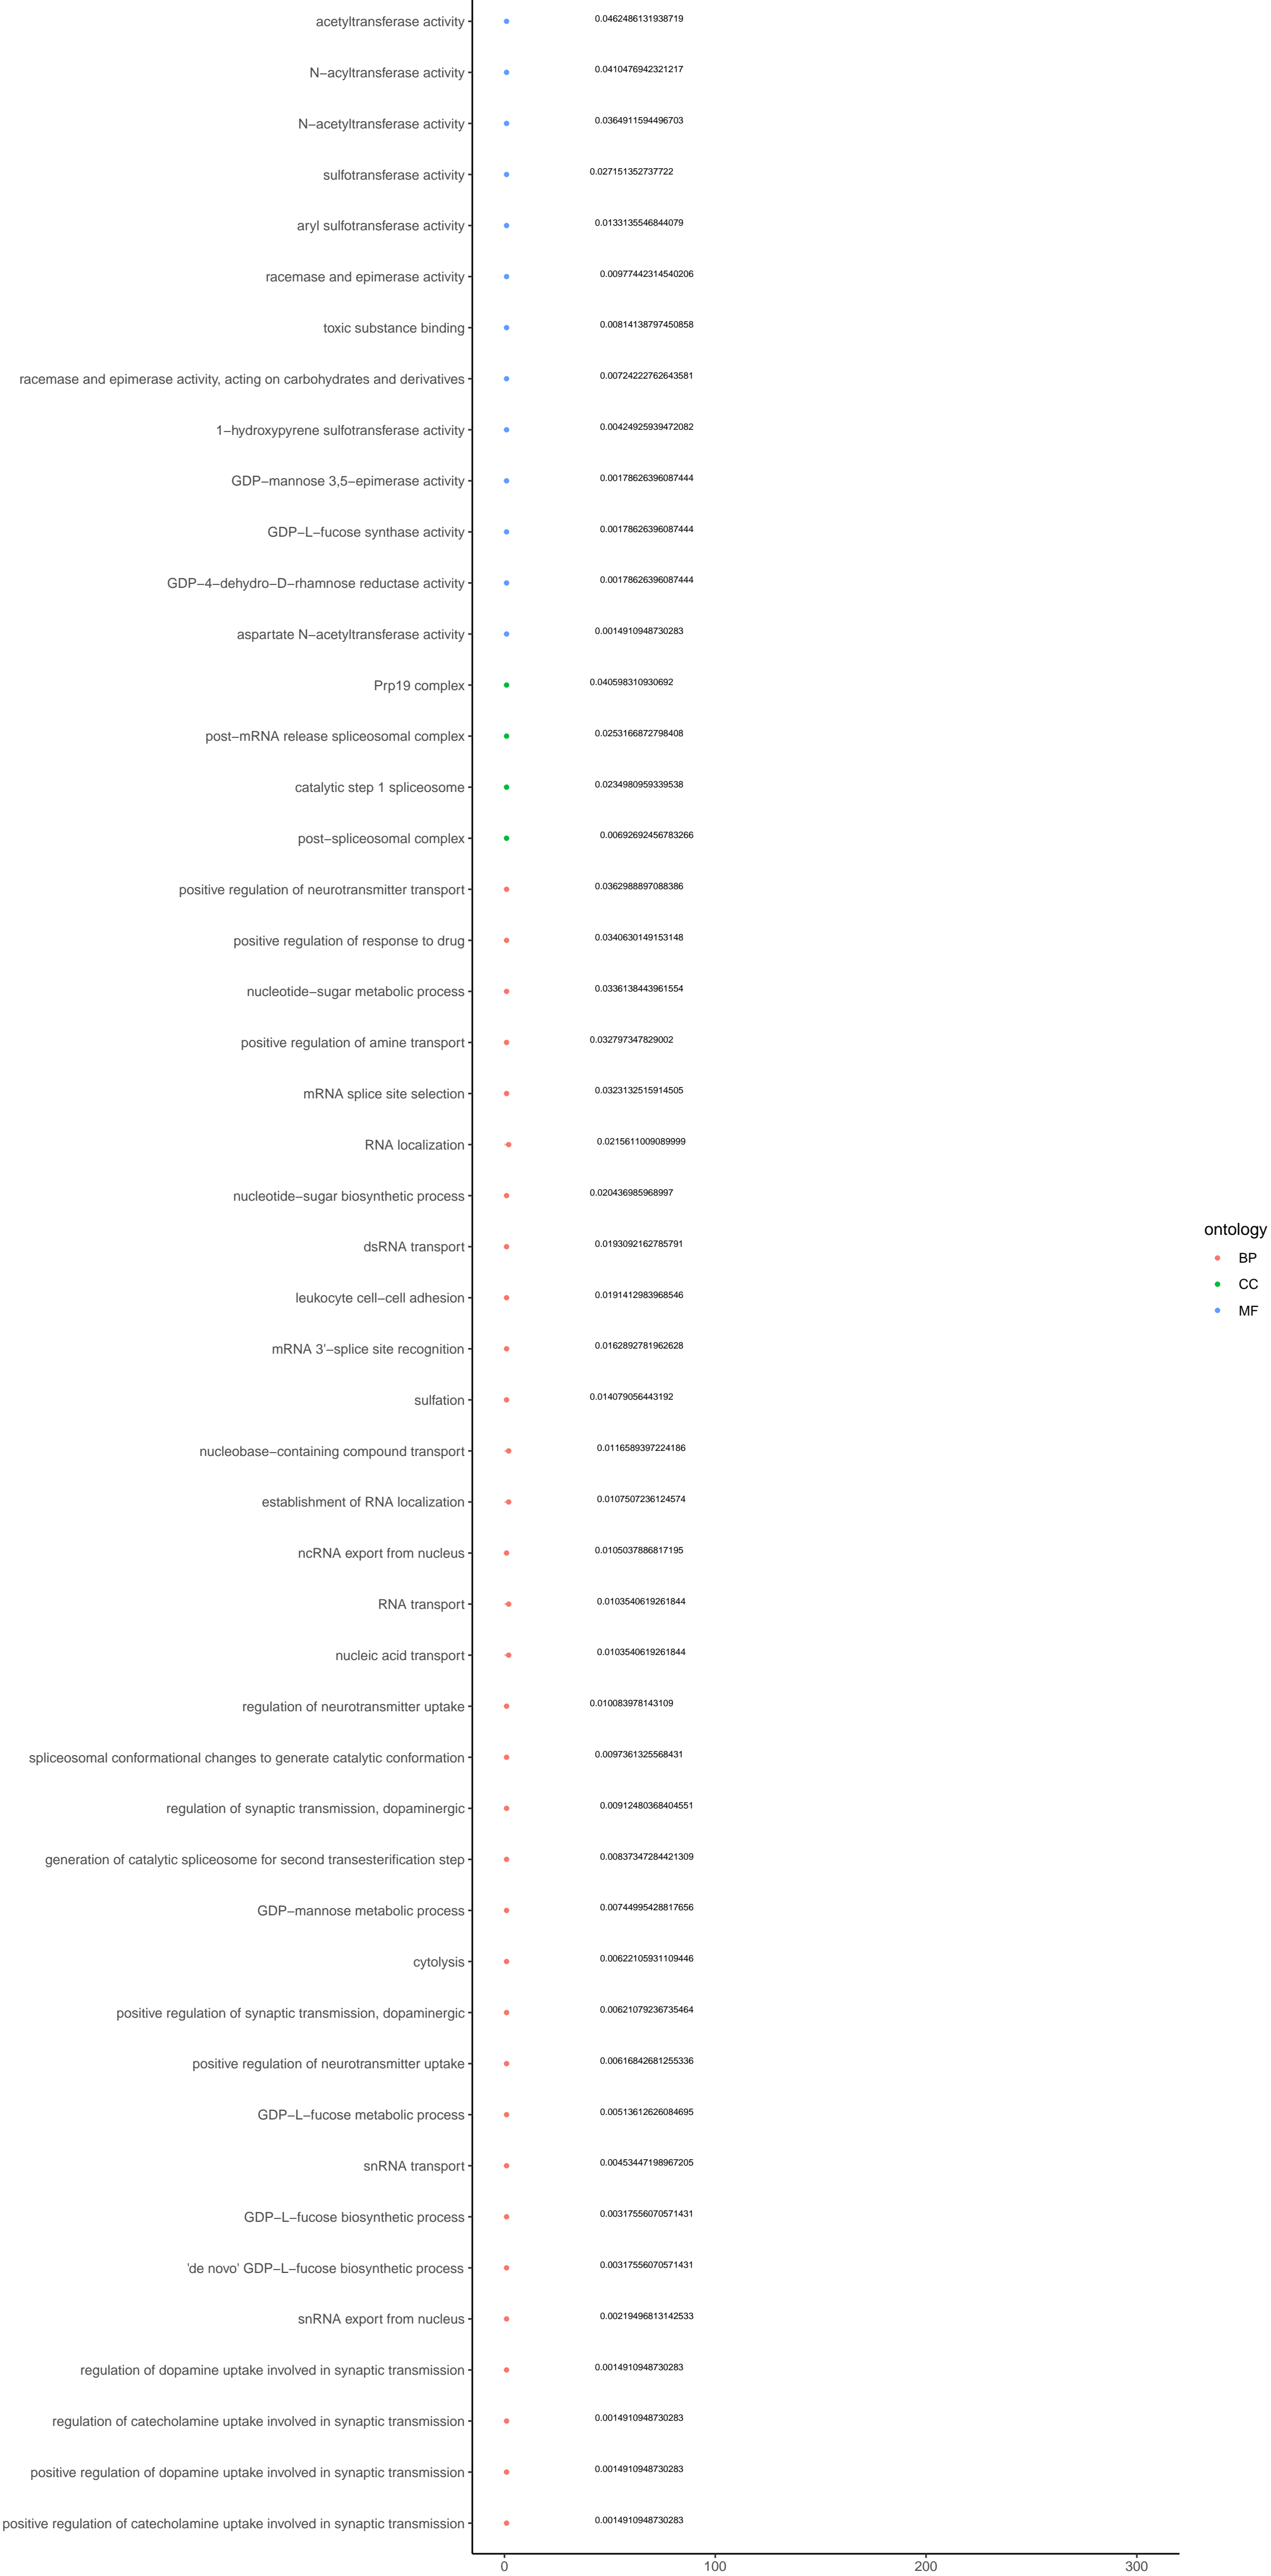 acetyltransferase activity 0.0462486131938719
N−acyltransferase activity 0.0410476942321217
N−acetyltransferase activity 0.0364911594496703
sulfotransferase activity 0.027151352737722
aryl sulfotransferase activity 0.0133135546844079
racemase and epimerase activity 0.00977442314540206
toxic substance binding 0.00814138797450858
racemase and epimerase activity, acting on carbohydrates and derivatives 0.00724222762643581
1−hydroxypyrene sulfotransferase activity 0.00424925939472082
GDP−mannose 3,5−epimerase activity 0.00178626396087444
GDP−L−fucose synthase activity 0.00178626396087444
GDP−4−dehydro−D−rhamnose reductase activity 0.00178626396087444
aspartate N−acetyltransferase activity 0.0014910948730283
Prp19 complex 0.040598310930692
post−mRNA release spliceosomal complex 0.0253166872798408
catalytic step 1 spliceosome 0.0234980959339538
post−spliceosomal complex 0.00692692456783266
positive regulation of neurotransmitter transport 0.0362988897088386
positive regulation of response to drug 0.0340630149153148
nucleotide−sugar metabolic process 0.0336138443961554
positive regulation of amine transport 0.032797347829002
mRNA splice site selection 0.0323132515914505
RNA localization 0.0215611009089999
nucleotide−sugar biosynthetic process 0.020436985968997
dsRNA transport 0.0193092162785791
leukocyte cell−cell adhesion 0.0191412983968546
mRNA 3'−splice site recognition 0.0162892781962628
sulfation 0.014079056443192
nucleobase−containing compound transport 0.0116589397224186
establishment of RNA localization 0.0107507236124574
ncRNA export from nucleus 0.0105037886817195
RNA transport 0.0103540619261844
nucleic acid transport 0.0103540619261844
regulation of neurotransmitter uptake 0.010083978143109
spliceosomal conformational changes to generate catalytic conformation 0.0097361325568431
regulation of synaptic transmission, dopaminergic 0.00912480368404551
generation of catalytic spliceosome for second transesterification step 0.00837347284421309
GDP−mannose metabolic process 0.00744995428817656
cytolysis 0.00622105931109446
positive regulation of synaptic transmission, dopaminergic 0.00621079236735464
positive regulation of neurotransmitter uptake 0.00616842681255336
GDP−L−fucose metabolic process 0.00513612626084695
snRNA transport 0.00453447198967205
GDP−L−fucose biosynthetic process 0.00317556070571431
'de novo' GDP−L−fucose biosynthetic process 0.00317556070571431
snRNA export from nucleus 0.00219496813142533
regulation of dopamine uptake involved in synaptic transmission 0.0014910948730283
regulation of catecholamine uptake involved in synaptic transmission 0.0014910948730283
positive regulation of dopamine uptake involved in synaptic transmission 0.0014910948730283
positive regulation of catecholamine uptake involved in synaptic transmission 0.0014910948730283
0 100 200 300
ontology
BP
CC
MF